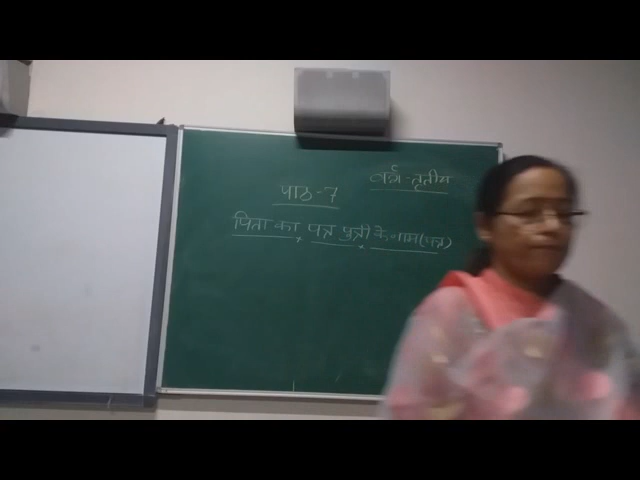 वर्ग - तृतीय
पाठ - 7
पिता का पत्र पुत्री के नाम (पत्र)